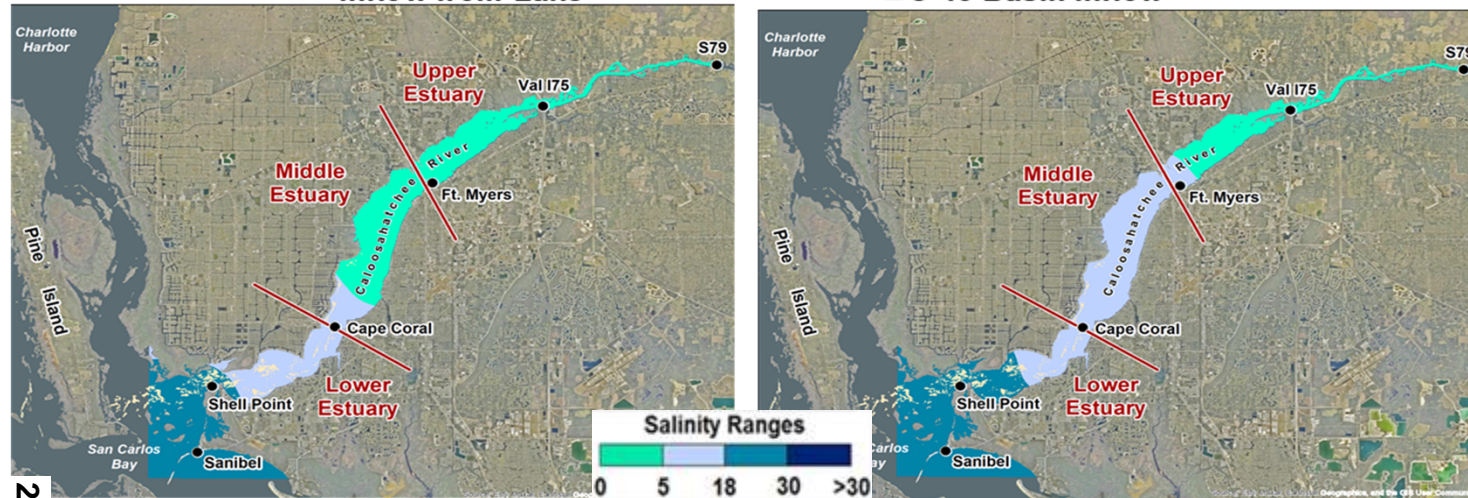 Charlotte
Harbor
Upper
Estuary
S79
Val I75
Middle
Estuary
River
Caloosahatchee
Ft. Myers
Pine
Island
Cape Coral
Lower
Estuary
Shell Point
San Carlos
Bay
Sanibel
2
Charlotte
Harbor
Upper
Estuary
S79
Val I75
Middle
Estuary
River
Caloosahatchee
Ft. Myers
Pine
Island
Cape Coral
Lower
Estuary
Shell Point
Carlos
Bay
Sanibel
Salinity Ranges
0 5 18 30 >30